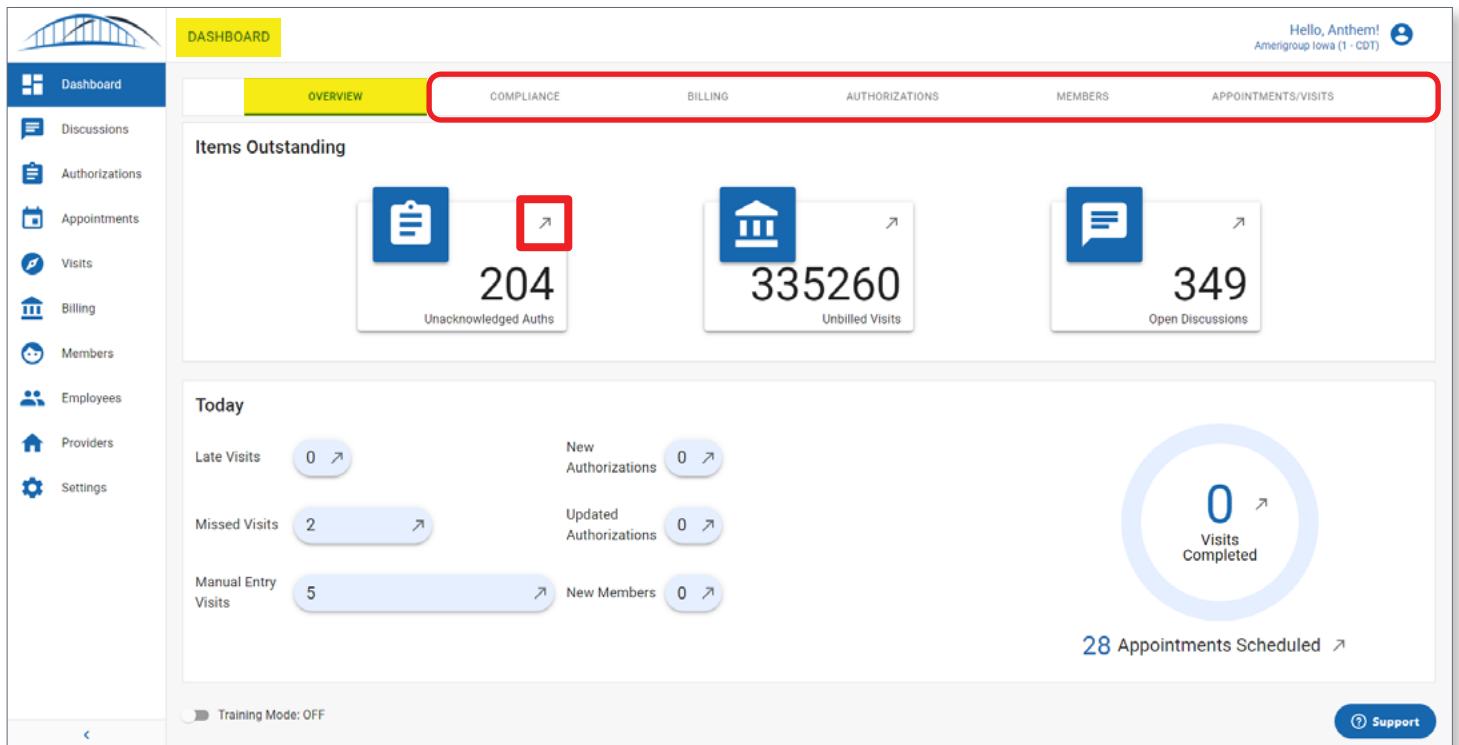 DASHBOARD
Hello, Anthem!
Amerigroup Iowa (1 - CDT)
Dashboard
Discussions
Authorizations
Appointments
Visits
Billing
Members
Employees
Providers
Settings
OVERVIEW COMPLIANCE BILLING AUTHORIZATIONS MEMBERS APPOINTMENTS/VISITS
Items Outstanding
204
Unacknowledged Auths
335260
Unbilled Visits
349
Open Discussions
Today
Late Visits 0
Missed Visits 2
Manual Entry
Visits
5
New
Authorizations
0
Updated
Authorizations
0
New Members 0
0
Visits
Completed
28 Appointments Scheduled
Training Mode: OFF
Support